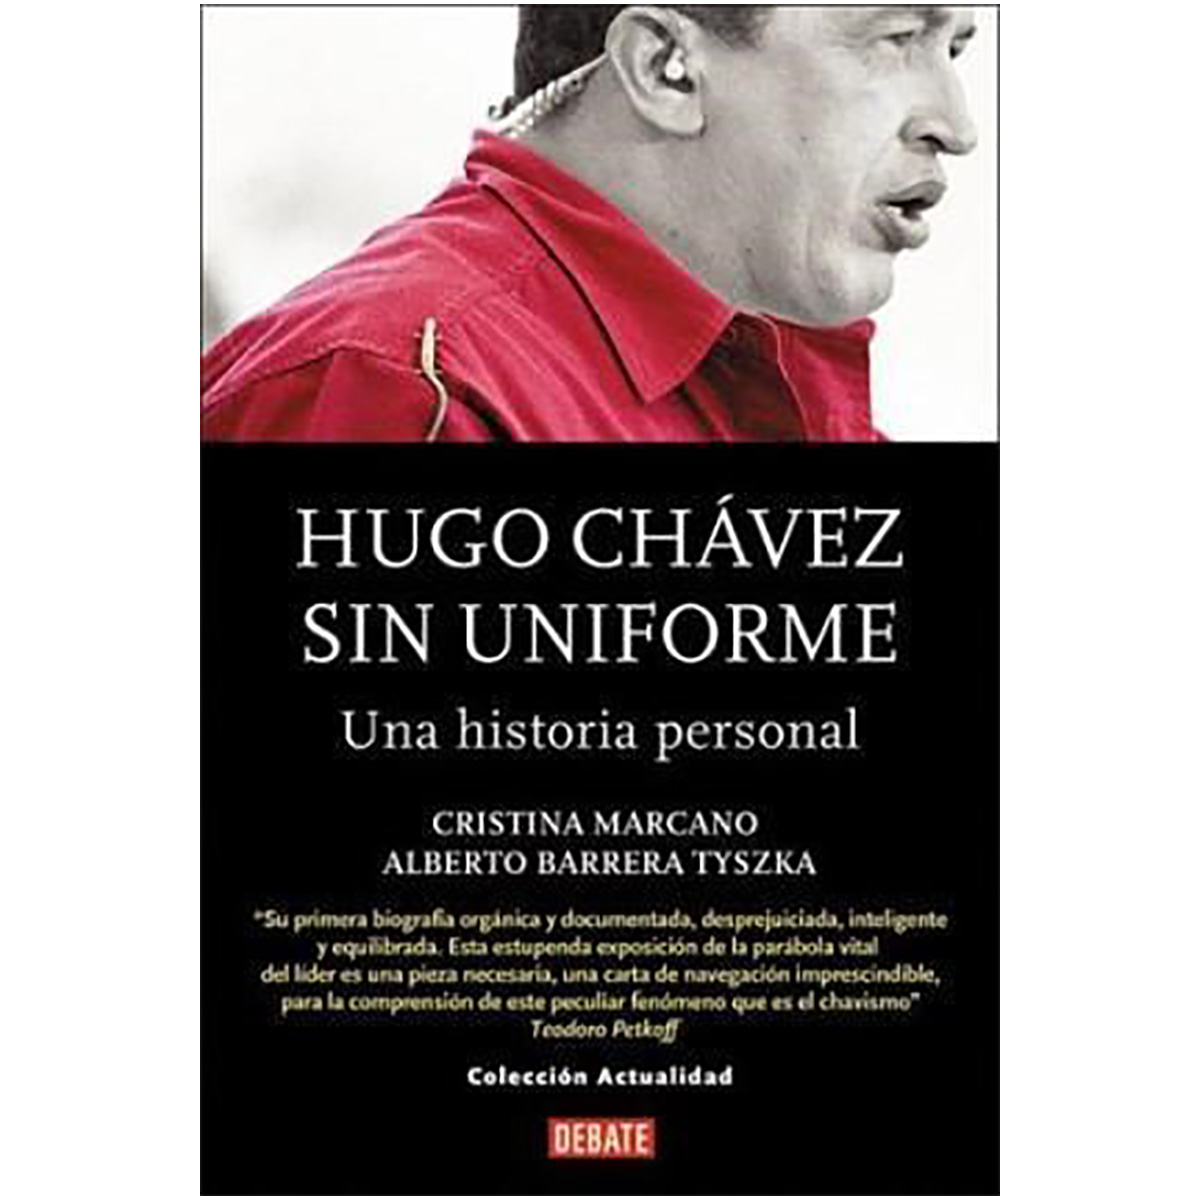 HUGO CHÁVEZ
SIN UNIFORME
Una historia personal
CRISTINA MARCANO
ALBERTO BARRERA TYSZKA
"Su primera biografía orgánica y documentada, desprejuiciada, inteligente
y equilibrada. Esta estupenda exposición de la parábola vital
del líder es una pieza necesaria, una carta de navegación imprescindible,
para la comprensión de este peculiar fenómeno que es el chavismo"
Teodoro Petkoff
Colección Actualidad
DEBATE